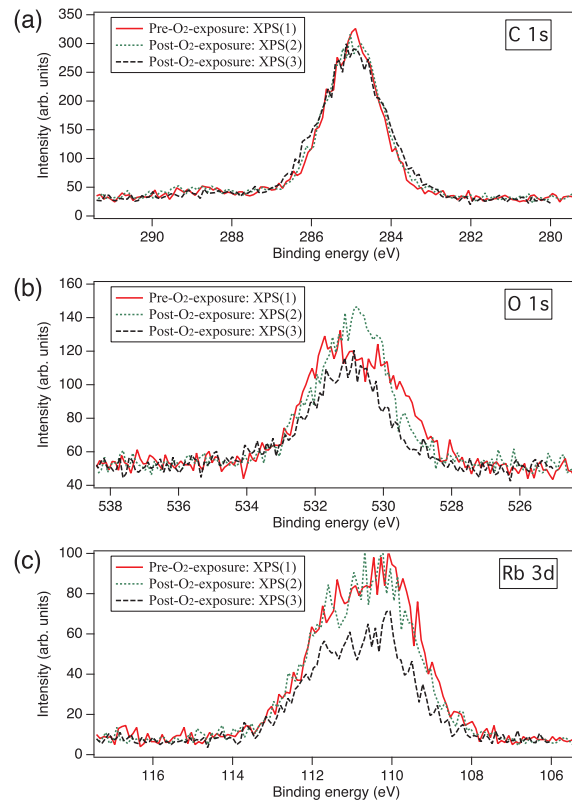 (a)
C 1s
Pre-O2-exposure: XPS(1)
Post-O2-exposure: XPS(2)
Post-O2-exposure: XPS(3)
Intensity (arb. units)
350
300
250
200
150
100
50
0
290 288 286 284 282 280
Binding energy (eV)
(b)
O 1s
Pre-O2-exposure: XPS(1)
Post-O2-exposure: XPS(2)
Post-O2-exposure: XPS(3)
Intensity (arb. units)
160
140
120
100
80
60
40
538 536 534 532 530 528 526
Binding energy (eV)
(c)
Rb 3d
Pre-O2-exposure: XPS(1)
Post-O2-exposure: XPS(2)
Post-O2-exposure: XPS(3)
Intensity (arb. units)
100
80
60
40
20
0
116 114 112 110 108 106
Binding energy (eV)